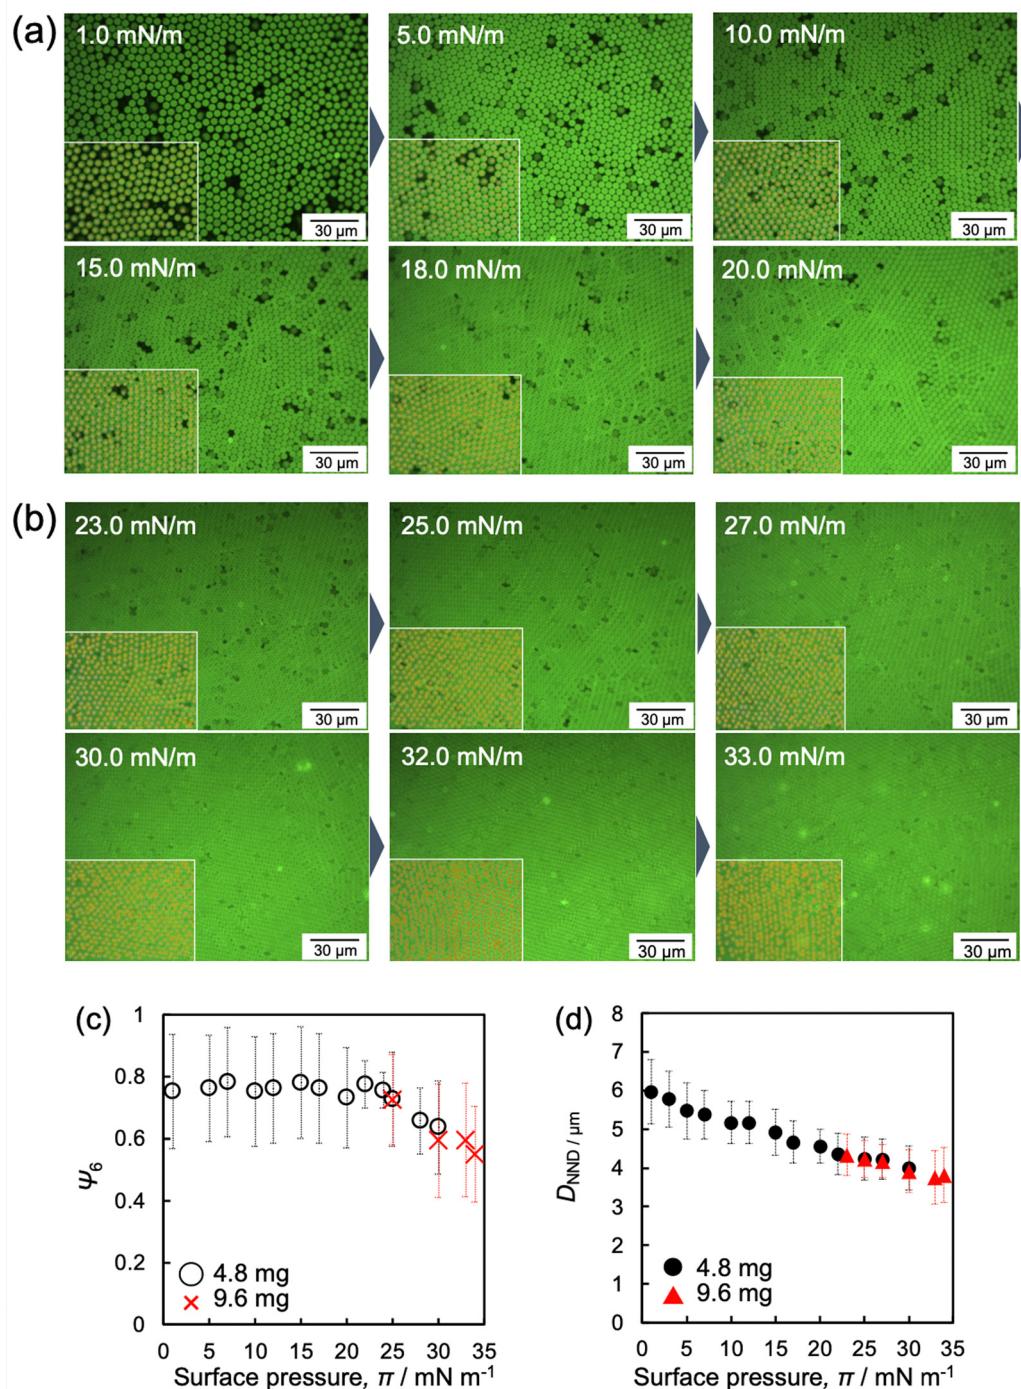 (a)
1.0 mN/m
5.0 mN/m
10.0 mN/m
30 µm
30 µm
30 µm
15.0 mN/m
18.0 mN/m
20.0 mN/m
30 µm
30 µm
30 µm
(b)
23.0 mN/m
25.0 mN/m
27.0 mN/m
30 µm
30 µm
30 µm
30.0 mN/m
32.0 mN/m
33.0 mN/m
30 µm
30 µm
30 µm
(c)
1
0.8
0.6
0.4
0.2
0
Ψ6
4.8 mg
9.6 mg
0 5 10 15 20 25 30 35
Surface pressure, π / mN m-1
(d)
8
7
6
5
4
3
2
1
0
DNND / µm
4.8 mg
9.6 mg
0 5 10 15 20 25 30 35
Surface pressure, π / mN m-1